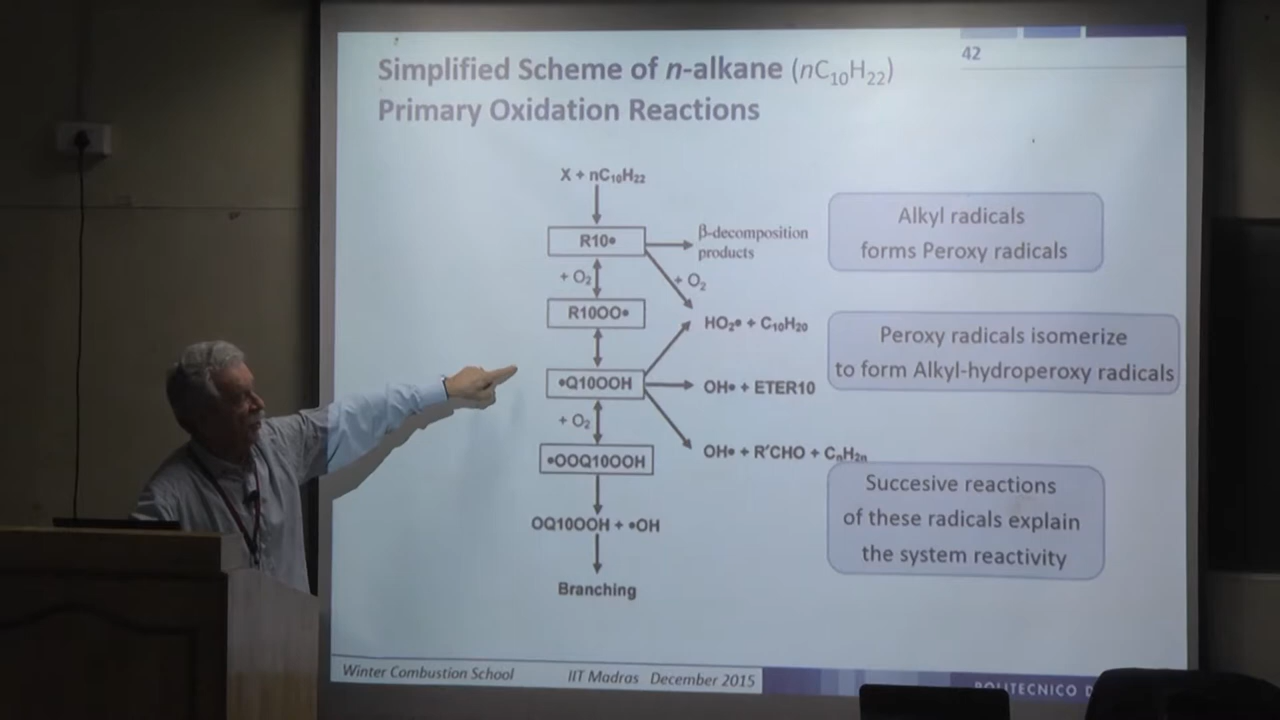 42
Simplified Scheme of n-alkane (nC₁₀H₂₂)
Primary Oxidation Reactions
X + nC₁₀H₂₂
R10•
β-decomposition
products
+ O₂
+ O₂
R10OO•
HO₂• + C₁₀H₂₀
•Q10OOH
OH• + ETER10
+ O₂
OH• + R'CHO + CₙH₂ₙ
•OOQ10OOH
OQ10OOH + •OH
Branching
Alkyl radicals
forms Peroxy radicals
Peroxy radicals isomerize
to form Alkyl-hydroperoxy radicals
Succesive reactions
of these radicals explain
the system reactivity
Winter Combustion School IIT Madras December 2015
POLITECNICO D